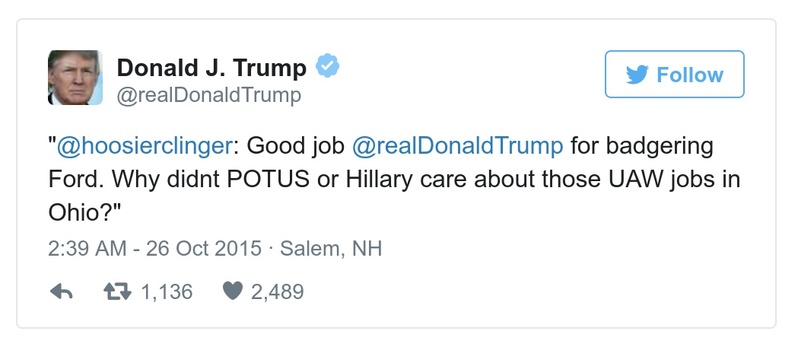 Donald J. Trump
Follow
@realDonaldTrump
"@hoosierclinger: Good job @realDonaldTrump for badgering
Ford. Why didnt POTUS or Hillary care about those UAW jobs in
Ohio?"
2:39 AM - 26 Oct 2015 · Salem, NH
1,136 2,489